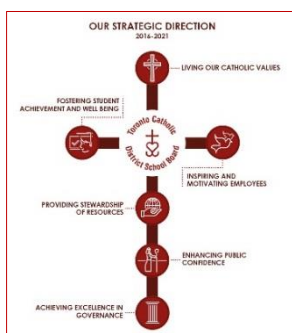 OUR STRATEGIC DIRECTION
2016-2021
LIVING OUR CATHOLIC VALUES
FOSTERING STUDENT
ACHIEVEMENT AND WELL BEING
Toronto Catholic
District School Board
INSPIRING AND
MOTIVATING EMPLOYEES
PROVIDING STEWARDSHIP
OF RESOURCES
ENHANCING PUBLIC
CONFIDENCE
ACHIEVING EXCELLENCE IN
GOVERNANCE